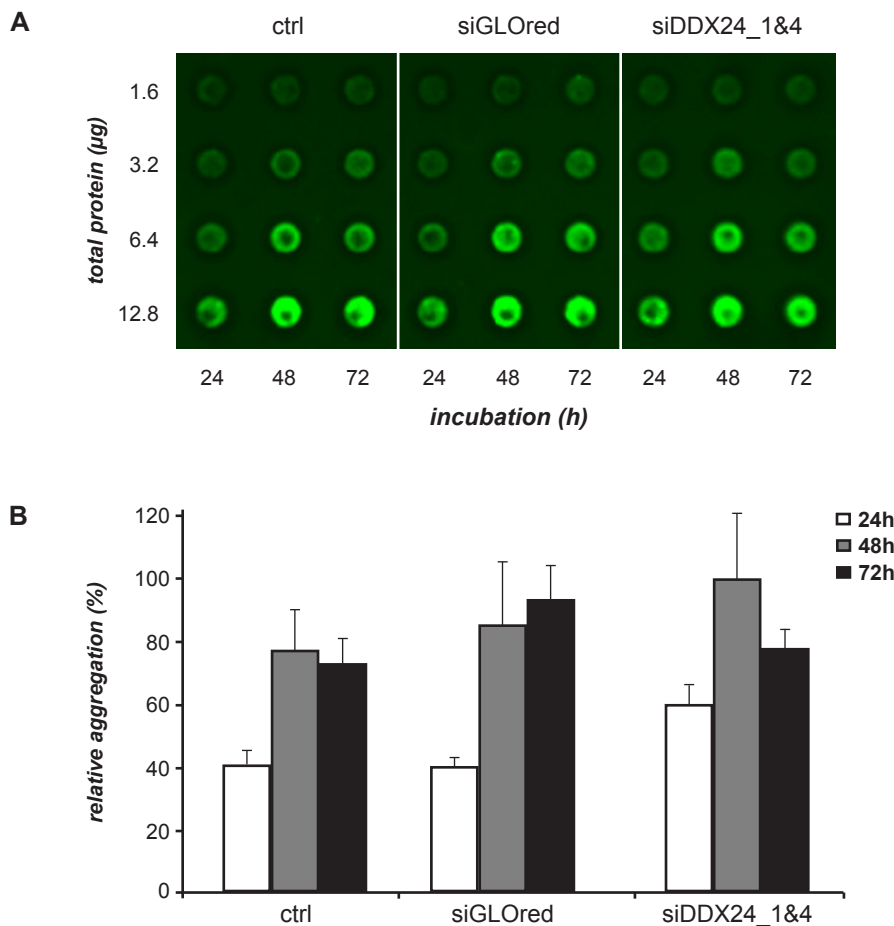 A
ctrl siGLOred siDDX24_1&4
total protein (µg)
1.6
3.2
6.4
12.8
24 48 72 24 48 72 24 48 72
incubation (h)
B
relative aggregation (%)
120
100
80
60
40
20
0
24h
48h
72h
ctrl siGLOred siDDX24_1&4